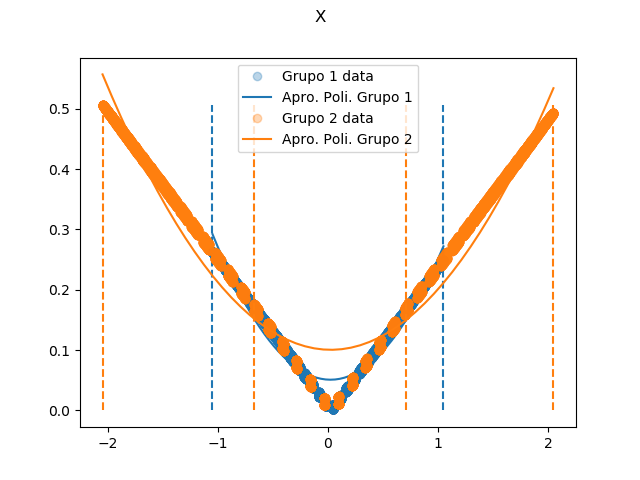 X
Grupo 1 data
Apro. Poli. Grupo 1
Grupo 2 data
Apro. Poli. Grupo 2
0.5
0.4
0.3
0.2
0.1
0.0
−2 −1 0 1 2